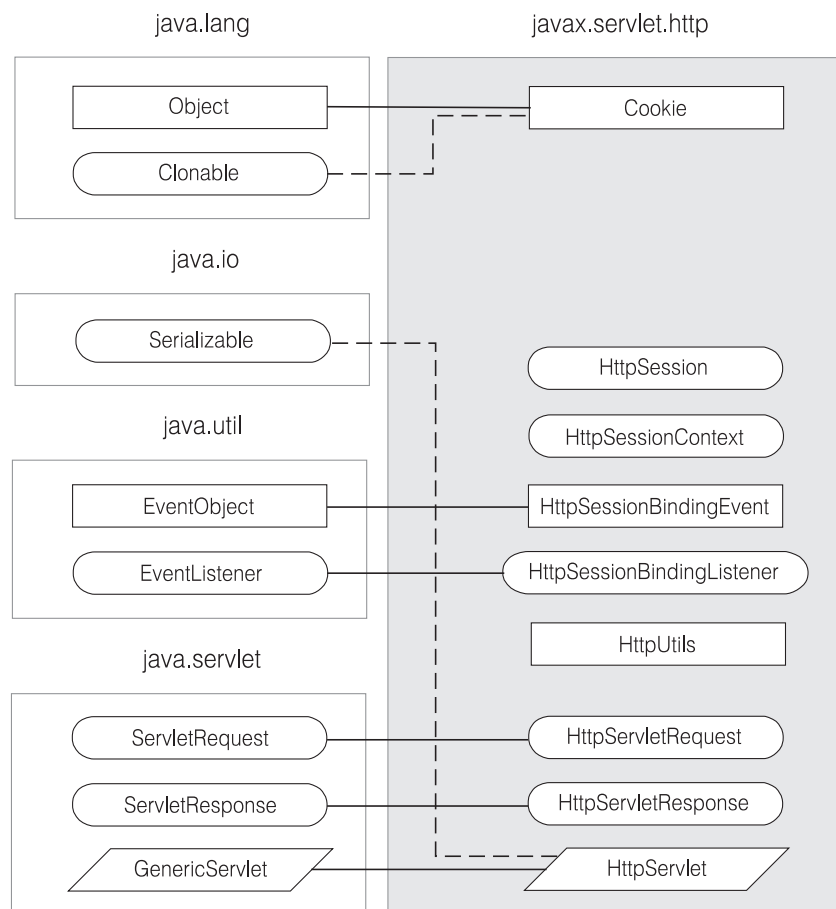 java.lang
javax.servlet.http
Object
Cookie
Clonable
java.io
Serializable
HttpSession
java.util
HttpSessionContext
EventObject
HttpSessionBindingEvent
EventListener
HttpSessionBindingListener
java.servlet
HttpUtils
ServletRequest
HttpServletRequest
ServletResponse
HttpServletResponse
GenericServlet
HttpServlet